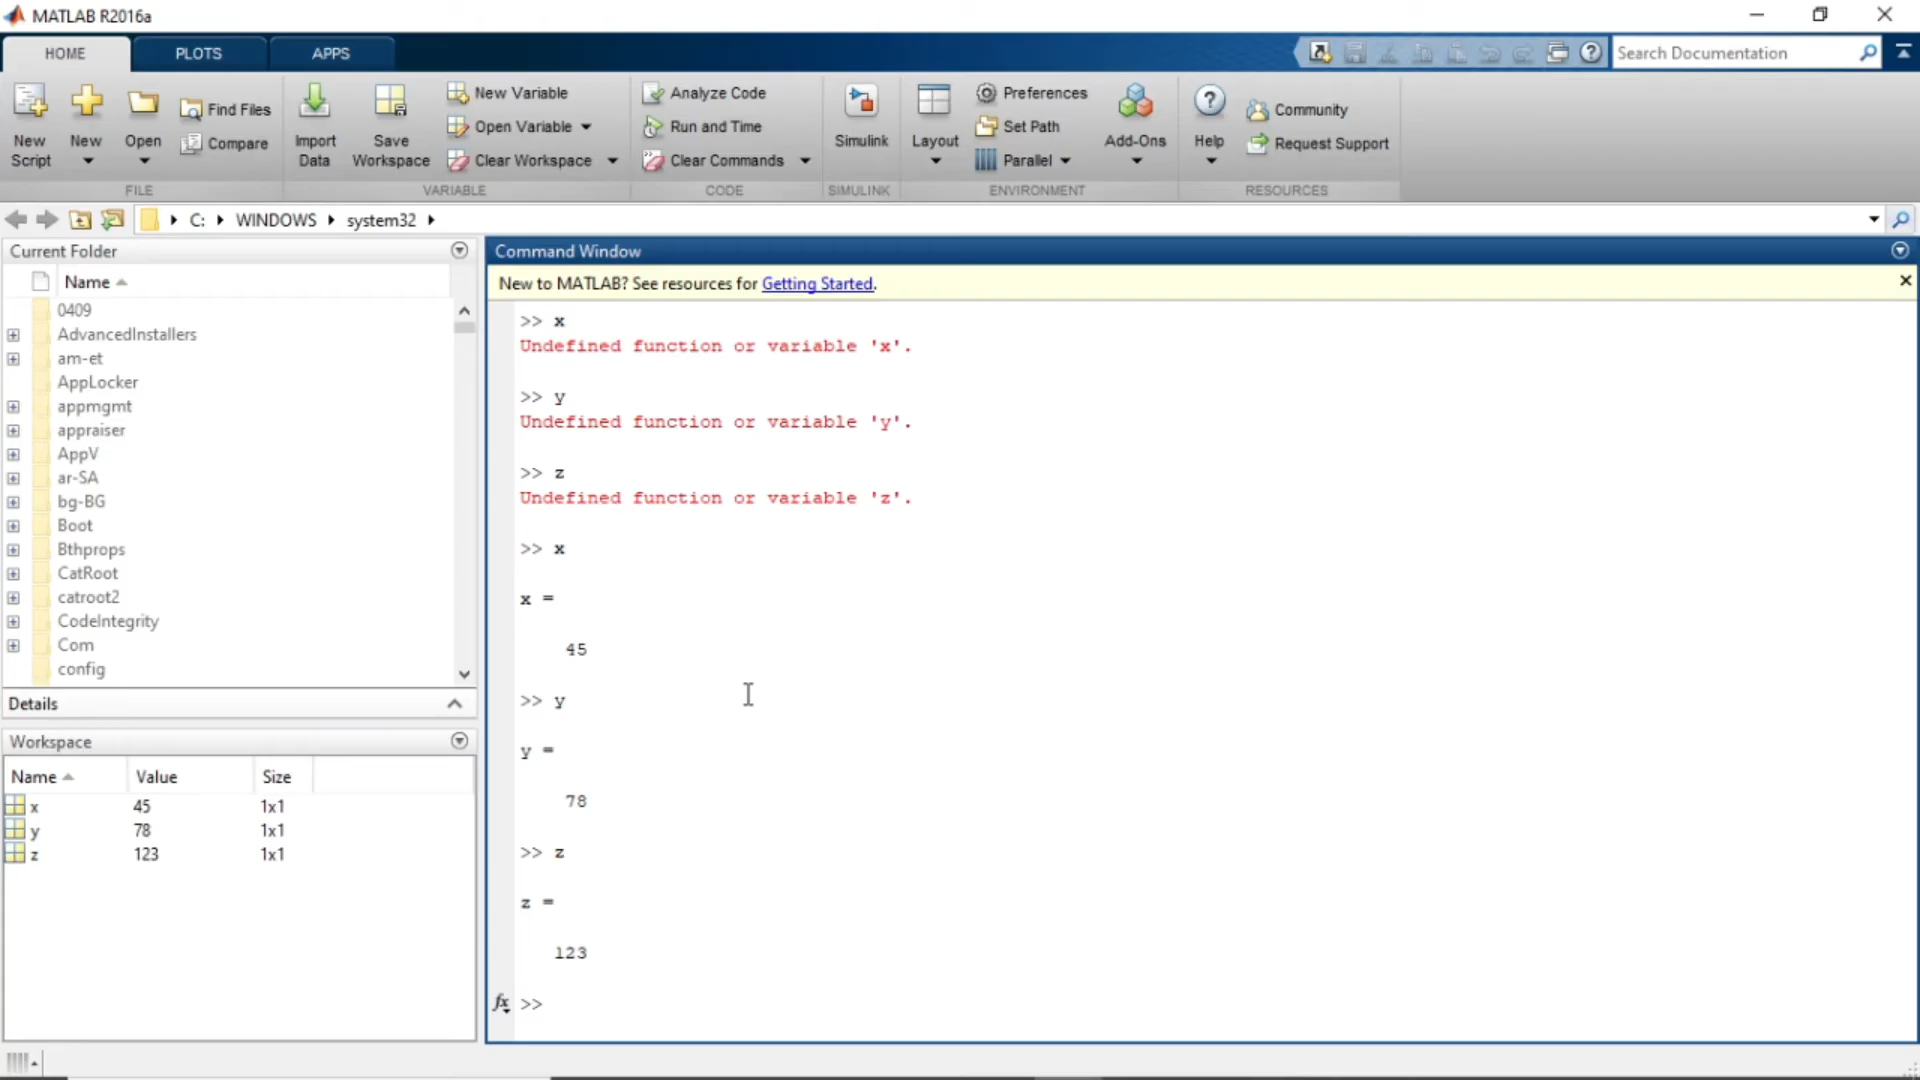 MATLAB R2016a
HOME PLOTS APPS
Search Documentation
New Script
New
Open
Find Files
Compare
Import Data
Save Workspace
New Variable
Open Variable
Clear Workspace
Analyze Code
Run and Time
Clear Commands
Simulink
Layout
Preferences
Set Path
Parallel
Add-Ons
Help
Community
Request Support
FILE VARIABLE CODE SIMULINK ENVIRONMENT RESOURCES
C: WINDOWS system32
Current Folder
Name
0409
AdvancedInstallers
am-et
AppLocker
appmgmt
appraiser
AppV
ar-SA
bg-BG
Boot
Bthprops
CatRoot
catroot2
CodeIntegrity
Com
config
Details
Workspace
Name Value Size
x 45 1x1
y 78 1x1
z 123 1x1
Command Window
New to MATLAB? See resources for Getting Started.
>> x
Undefined function or variable 'x'.
>> y
Undefined function or variable 'y'.
>> z
Undefined function or variable 'z'.
>> x
x =
45
>> y
y =
78
>> z
z =
123
fx >>